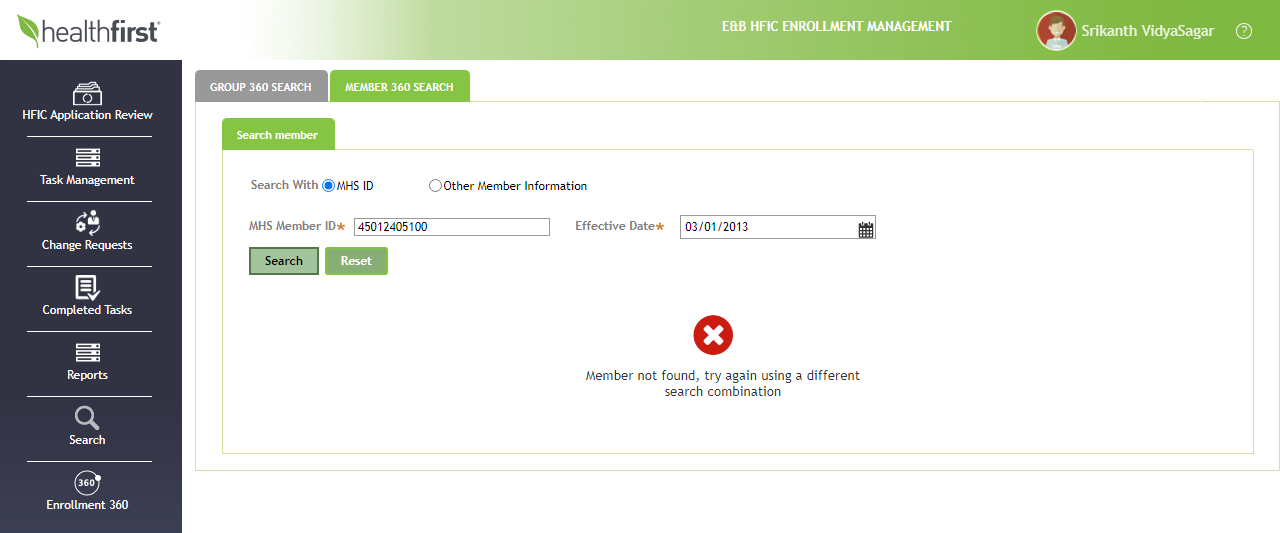 healthfirst®
E&B HFIC ENROLLMENT MANAGEMENT
Srikanth VidyaSagar
?
HFIC Application Review
Task Management
Change Requests
Completed Tasks
Reports
Search
360
Enrollment 360
GROUP 360 SEARCH
MEMBER 360 SEARCH
Search member
Search With MHS ID Other Member Information
MHS Member ID* 45012405100 Effective Date* 03/01/2013
Search Reset
Member not found, try again using a different
search combination